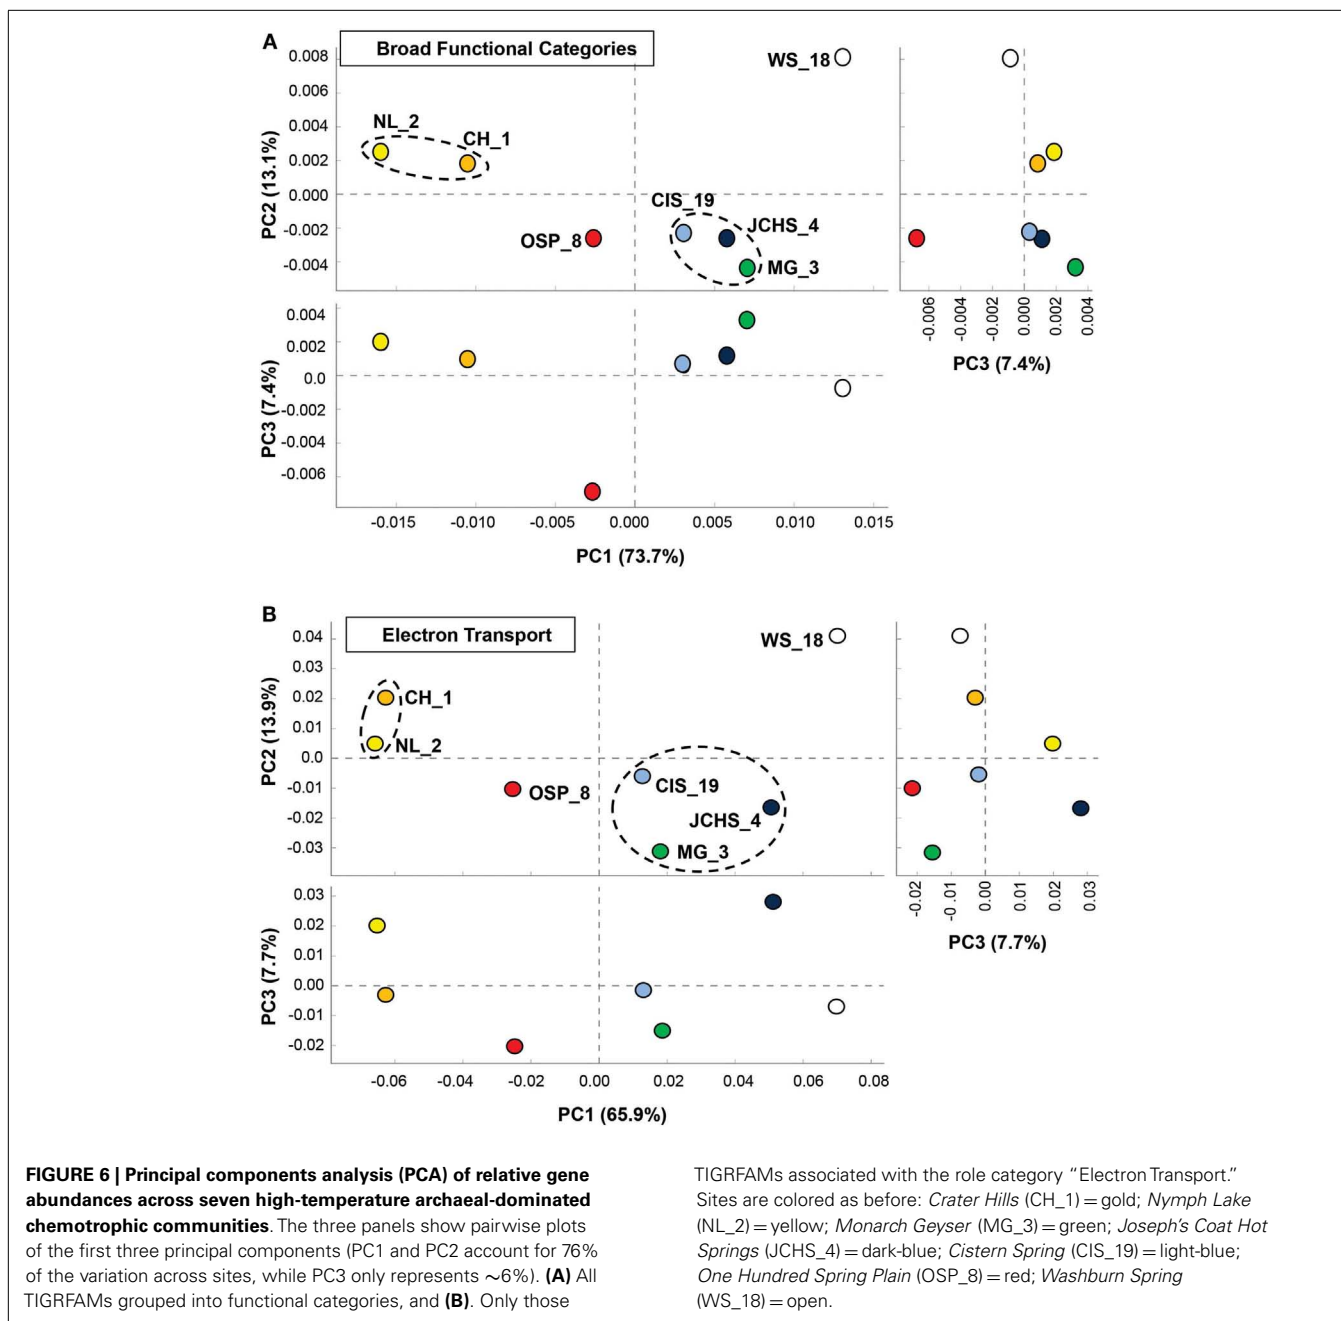 A
Broad Functional Categories
WS_18
NL_2
CH_1
CIS_19
JCHS_4
OSP_8
MG_3
PC2 (13.1%)
0.008
0.006
0.004
0.002
0.000
-0.002
-0.004
PC3 (7.4%)
0.004
0.002
0.0
-0.002
-0.004
-0.006
-0.015 -0.010 -0.005 0.000 0.005 0.010 0.015
PC1 (73.7%)
-0.006 -0.004 -0.002 0.000 0.002 0.004
PC3 (7.4%)
B
Electron Transport
WS_18
CH_1
NL_2
OSP_8
CIS_19
JCHS_4
MG_3
PC2 (13.9%)
0.04
0.03
0.02
0.01
0.0
-0.01
-0.02
-0.03
PC3 (7.7%)
0.03
0.02
0.01
0.00
-0.01
-0.02
-0.06 -0.04 -0.02 0.00 0.02 0.04 0.06 0.08
PC1 (65.9%)
-0.02 -0.01 0.00 0.01 0.02 0.03
PC3 (7.7%)
FIGURE 6 | Principal components analysis (PCA) of relative gene
abundances across seven high-temperature archaeal-dominated
chemotrophic communities. The three panels show pairwise plots
of the first three principal components (PC1 and PC2 account for 76%
of the variation across sites, while PC3 only represents ∼6%). (A) All
TIGRFAMs grouped into functional categories, and (B). Only those
TIGRFAMs associated with the role category “Electron Transport.”
Sites are colored as before: Crater Hills (CH_1) = gold; Nymph Lake
(NL_2) = yellow; Monarch Geyser (MG_3) = green; Joseph’s Coat Hot
Springs (JCHS_4) = dark-blue; Cistern Spring (CIS_19) = light-blue;
One Hundred Spring Plain (OSP_8) = red; Washburn Spring
(WS_18) = open.